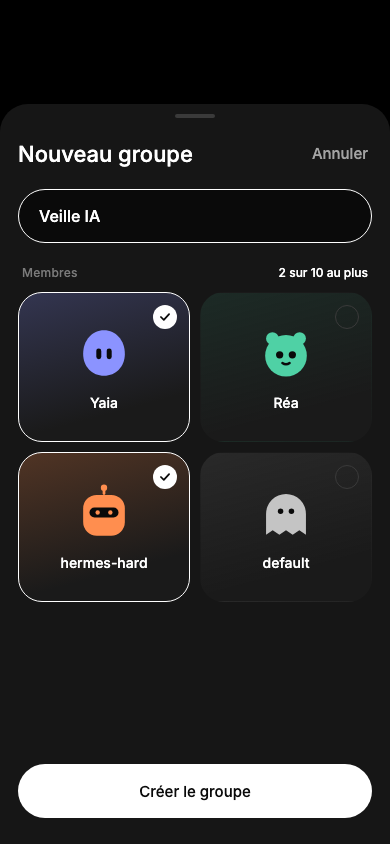 Nouveau groupe
Annuler
Veille IA
Membres
2 sur 10 au plus
Yaia
Réa
hermes-hard
default
Créer le groupe